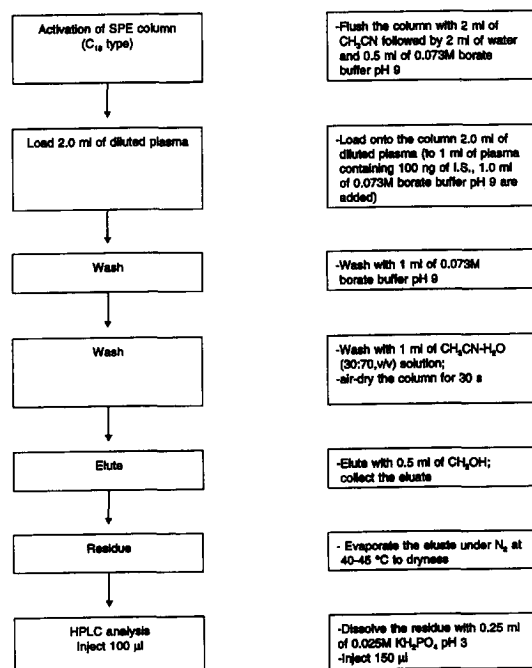 Activation of SPE column
(C₁₈ type)
-Flush the column with 2 ml of
CH₃CN followed by 2 ml of water
and 0.5 ml of 0.073M borate
buffer pH 9
Load 2.0 ml of diluted plasma
-Load onto the column 2.0 ml of
diluted plasma (to 1 ml of plasma
containing 100 ng of I.S., 1.0 ml
of 0.073M borate buffer pH 9 are
added)
Wash
-Wash with 1 ml of 0.073M
borate buffer pH 9
Wash
-Wash with 1 ml of CH₃CN-H₂O
(30:70,v/v) solution;
-air-dry the column for 30 s
Elute
-Elute with 0.5 ml of CH₃OH;
collect the eluate
Residue
- Evaporate the eluate under N₂ at
40-45 °C to dryness
HPLC analysis
Inject 100 µl
-Dissolve the residue with 0.25 ml
of 0.025M KH₂PO₄ pH 3
-Inject 150 µl